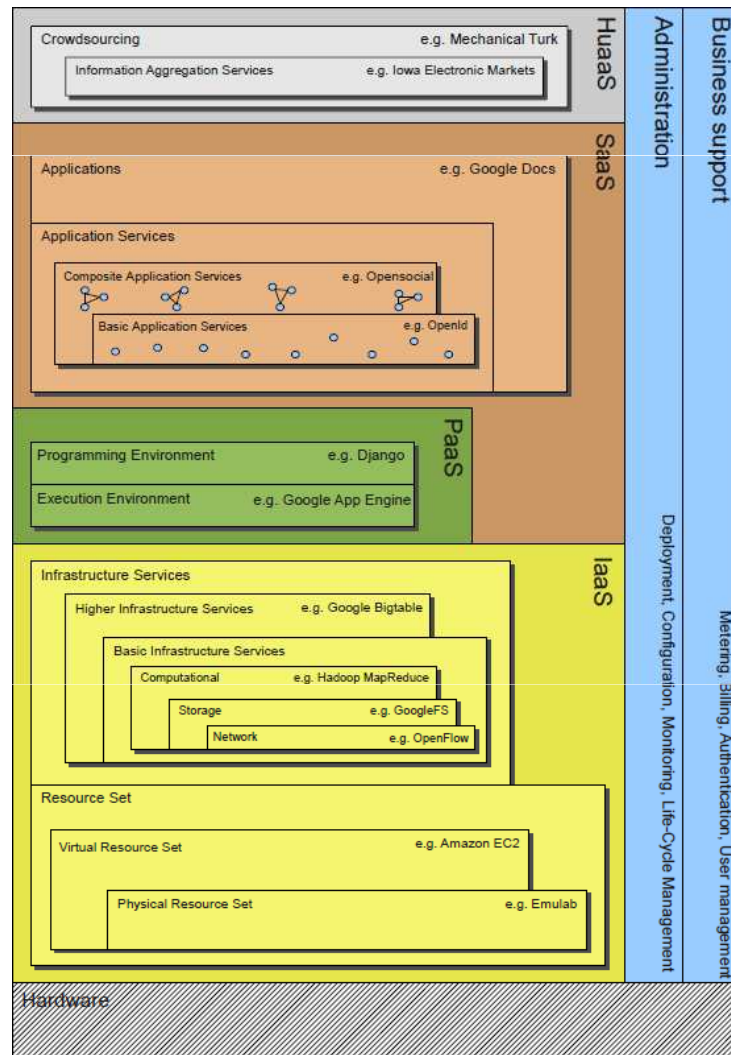 Crowdsourcing e.g. Mechanical Turk
Information Aggregation Services e.g. Iowa Electronic Markets
HuaaS
Applications e.g. Google Docs
Application Services
Composite Application Services e.g. Opensocial
Basic Application Services e.g. OpenId
SaaS
Programming Environment e.g. Django
Execution Environment e.g. Google App Engine
PaaS
Infrastructure Services
Higher Infrastructure Services e.g. Google Bigtable
Basic Infrastructure Services
Computational e.g. Hadoop MapReduce
Storage e.g. GoogleFS
Network e.g. OpenFlow
Resource Set
Virtual Resource Set e.g. Amazon EC2
Physical Resource Set e.g. Emulab
IaaS
Administration
Deployment, Configuration, Monitoring, Life-Cycle Management
Business support
Metering, Billing, Authentication, User management
Hardware